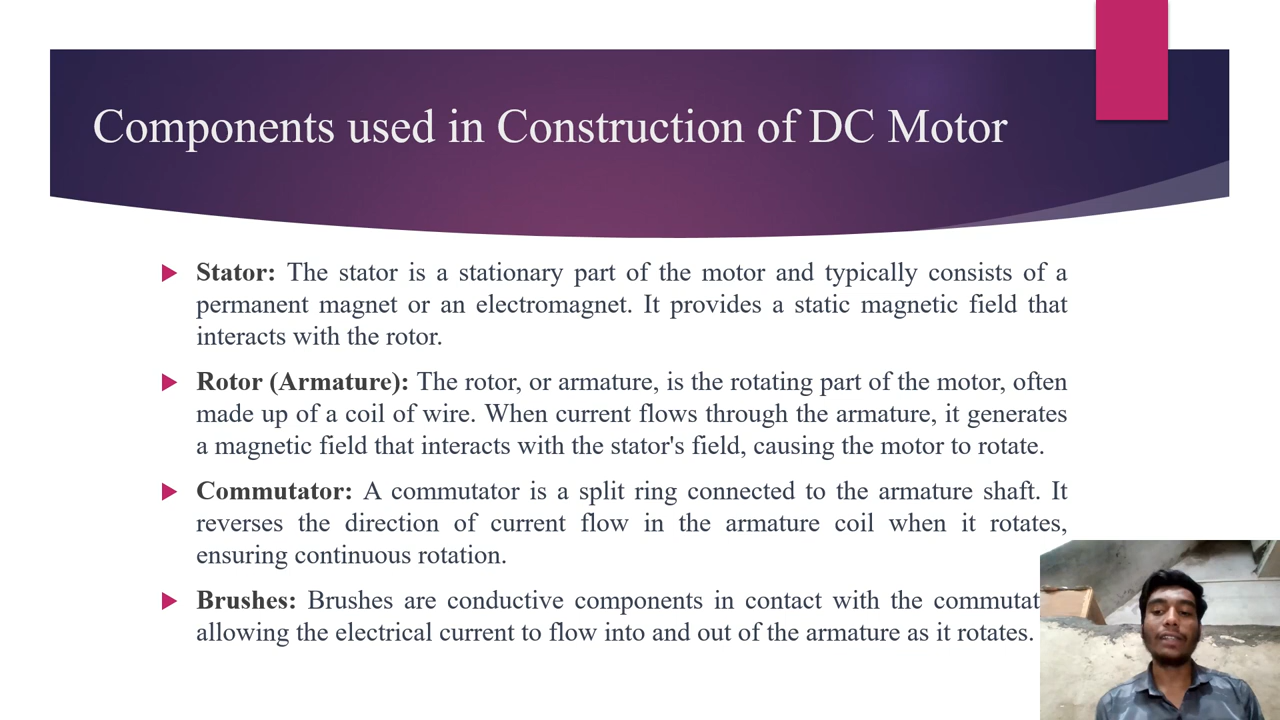 Components used in Construction of DC Motor
Stator: The stator is a stationary part of the motor and typically consists of a
permanent magnet or an electromagnet. It provides a static magnetic field that
interacts with the rotor.
Rotor (Armature): The rotor, or armature, is the rotating part of the motor, often
made up of a coil of wire. When current flows through the armature, it generates
a magnetic field that interacts with the stator's field, causing the motor to rotate.
Commutator: A commutator is a split ring connected to the armature shaft. It
reverses the direction of current flow in the armature coil when it rotates,
ensuring continuous rotation.
Brushes: Brushes are conductive components in contact with the
allowing the electrical current to flow into and out of the armature as it rotates.